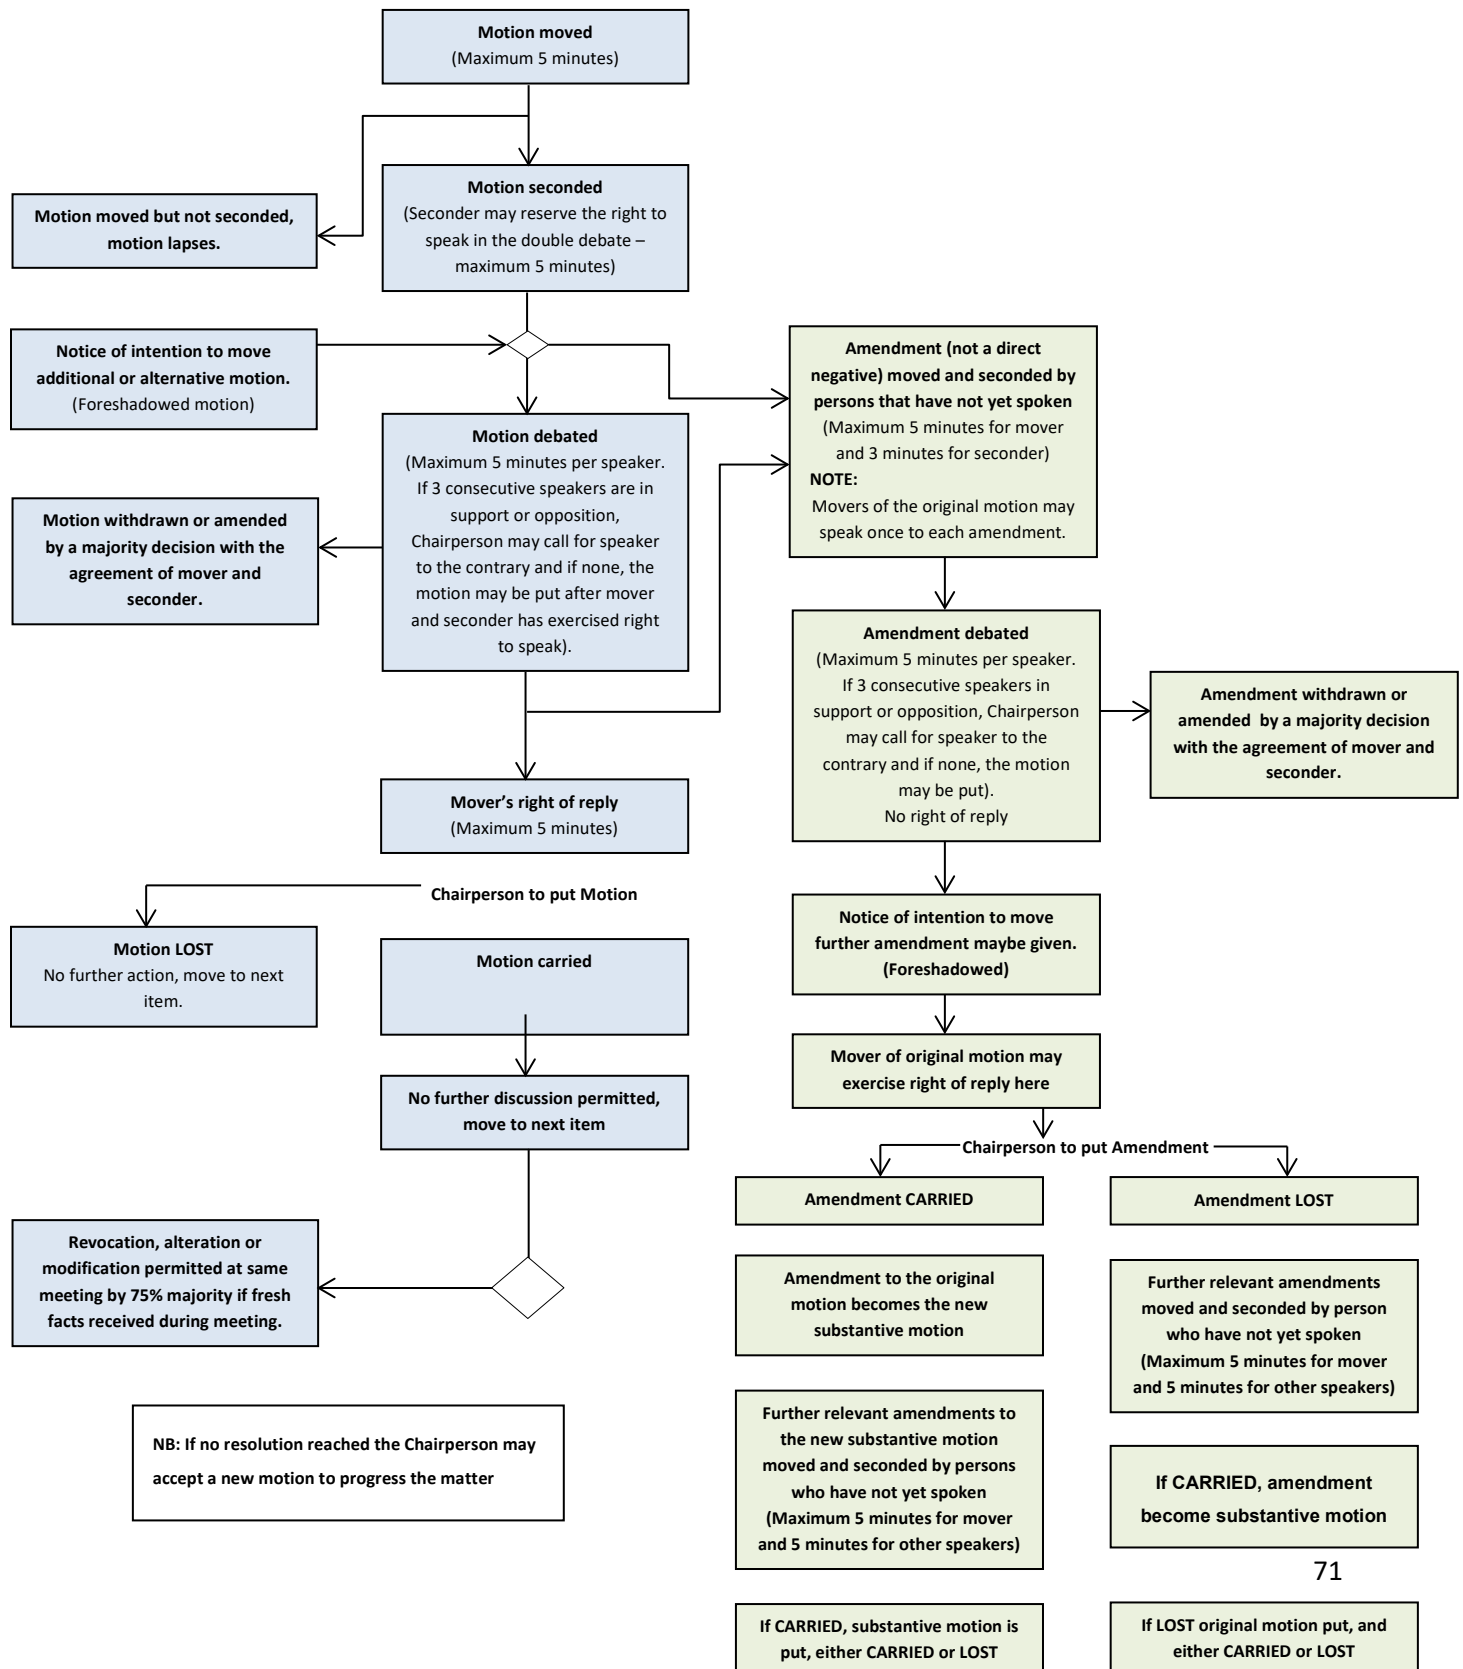 Motion moved
(Maximum 5 minutes)
Motion seconded
(Seconder may reserve the right to
speak in the double debate –
maximum 5 minutes)
Motion moved but not seconded,
motion lapses.
Notice of intention to move
additional or alternative motion.
(Foreshadowed motion)
Motion debated
(Maximum 5 minutes per speaker.
If 3 consecutive speakers are in
support or opposition,
Chairperson may call for speaker
to the contrary and if none, the
motion may be put after mover
and seconder has exercised right
to speak).
Motion withdrawn or amended
by a majority decision with the
agreement of mover and
seconder.
Mover’s right of reply
(Maximum 5 minutes)
Chairperson to put Motion
Motion LOST
No further action, move to next
item.
Motion carried
No further discussion permitted,
move to next item
Revocation, alteration or
modification permitted at same
meeting by 75% majority if fresh
facts received during meeting.
NB: If no resolution reached the Chairperson may
accept a new motion to progress the matter
Amendment (not a direct
negative) moved and seconded by
persons that have not yet spoken
(Maximum 5 minutes for mover
and 3 minutes for seconder)
NOTE:
Movers of the original motion may
speak once to each amendment.
Amendment debated
(Maximum 5 minutes per speaker.
If 3 consecutive speakers in
support or opposition, Chairperson
may call for speaker to the
contrary and if none, the motion
may be put).
No right of reply
Amendment withdrawn or
amended by a majority decision
with the agreement of mover and
seconder.
Notice of intention to move
further amendment maybe given.
(Foreshadowed)
Mover of original motion may
exercise right of reply here
Chairperson to put Amendment
Amendment CARRIED
Amendment to the original
motion becomes the new
substantive motion
Further relevant amendments to
the new substantive motion
moved and seconded by persons
who have not yet spoken
(Maximum 5 minutes for mover
and 5 minutes for other speakers)
If CARRIED, substantive motion is
put, either CARRIED or LOST
Amendment LOST
Further relevant amendments
moved and seconded by person
who have not yet spoken
(Maximum 5 minutes for mover
and 5 minutes for other speakers)
If CARRIED, amendment
become substantive motion
71
If LOST original motion put, and
either CARRIED or LOST